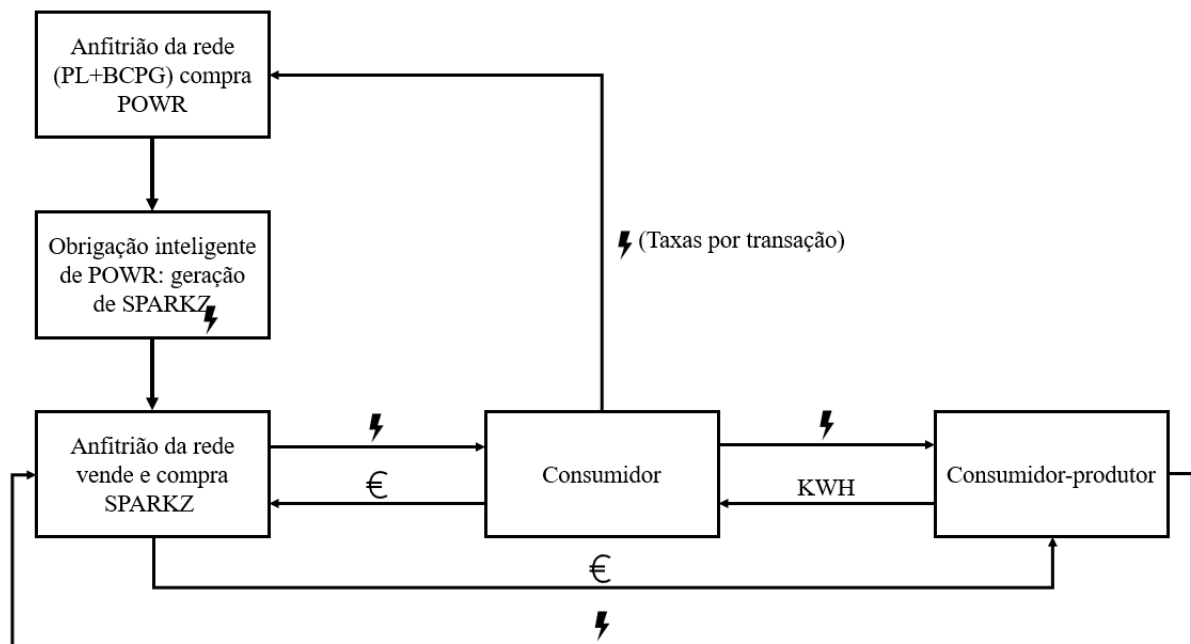 Anfitrião da rede
(PL+BCPG) compra
POWR
Obrigação inteligente
de POWR: geração
de SPARKZ
(Taxas por transação)
Anfitrião da rede
vende e compra
SPARKZ
€
Consumidor
KWH
Consumidor-produtor
€